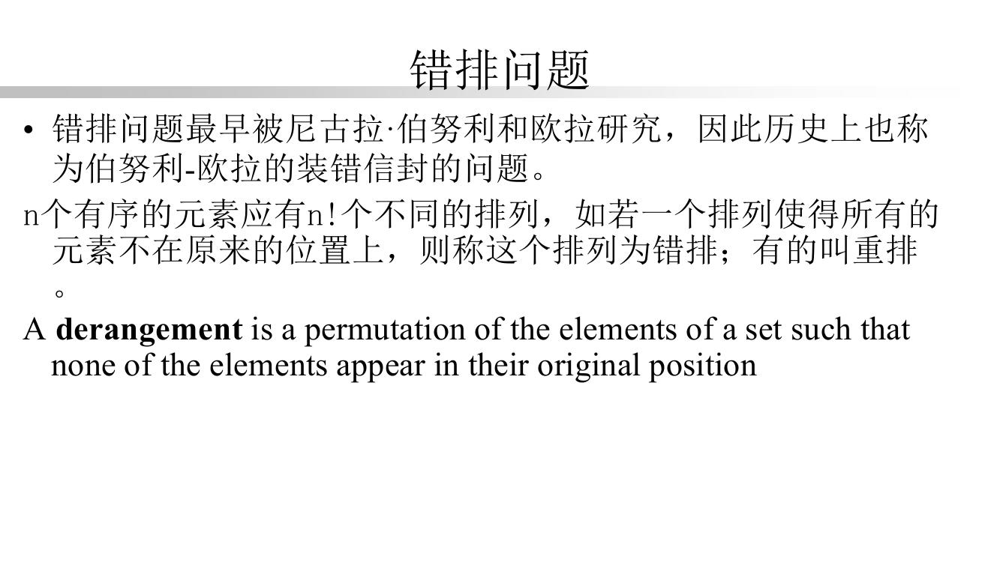 错排问题
• 错排问题最早被尼古拉·伯努利和欧拉研究，因此历史上也称
为伯努利-欧拉的装错信封的问题。
n个有序的元素应有n!个不同的排列，如若一个排列使得所有的
元素不在原来的位置上，则称这个排列为错排；有的叫重排
。
A derangement is a permutation of the elements of a set such that
none of the elements appear in their original position